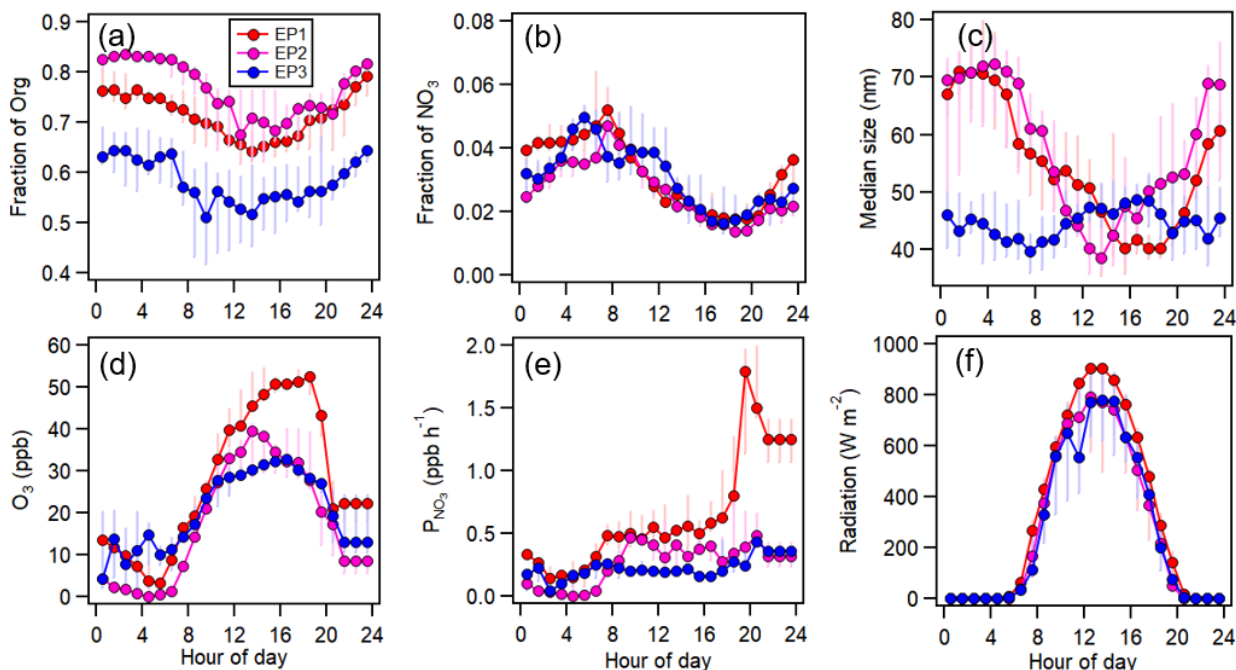 (a)
EP1
EP2
EP3
Fraction of Org
0.9
0.8
0.7
0.6
0.5
0.4
0 4 8 12 16 20 24
(b)
Fraction of NO3
0.08
0.06
0.04
0.02
0.00
0 4 8 12 16 20 24
(c)
Median size (nm)
70
60
50
40
0 4 8 12 16 20 24
(d)
O3 (ppb)
60
50
40
30
20
10
0
0 4 8 12 16 20 24
Hour of day
(e)
PNO3 (ppb h-1)
2.0
1.5
1.0
0.5
0.0
0 4 8 12 16 20 24
Hour of day
(f)
Radiation (W m-2)
1000
800
600
400
200
0
0 4 8 12 16 20 24
Hour of day